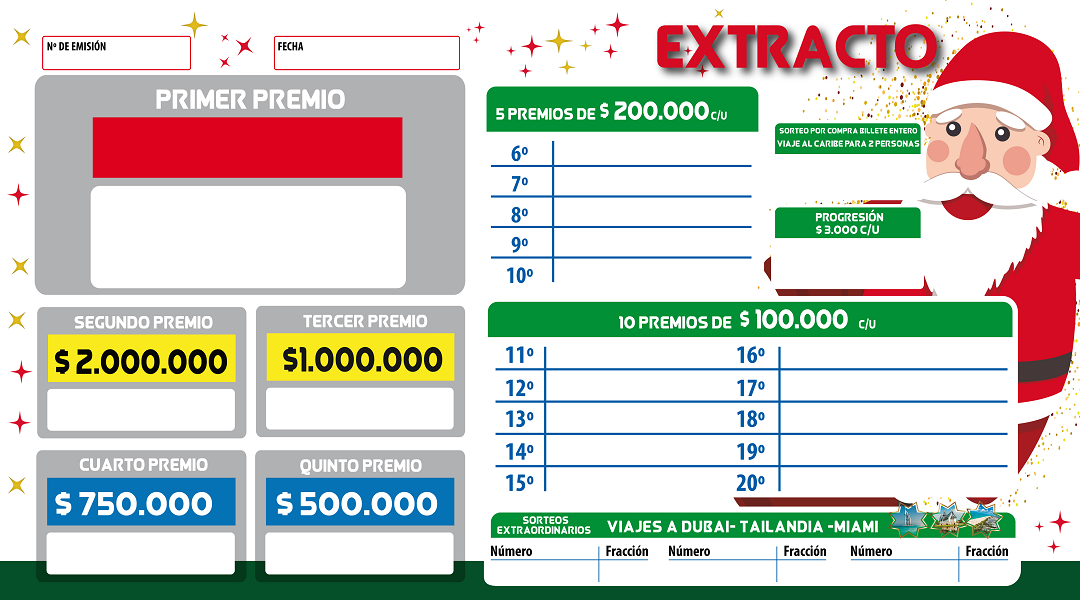 Nº DE EMISIÓN
FECHA
EXTRACTO
PRIMER PREMIO
SEGUNDO PREMIO
$ 2.000.000
TERCER PREMIO
$1.000.000
CUARTO PREMIO
$ 750.000
QUINTO PREMIO
$ 500.000
5 PREMIOS DE $ 200.000 C/U
6º
7º
8º
9º
10º
SORTEO POR COMPRA BILLETE ENTERO
VIAJE AL CARIBE PARA 2 PERSONAS
PROGRESIÓN
$ 3.000 C/U
10 PREMIOS DE $ 100.000 C/U
11º
12º
13º
14º
15º
16º
17º
18º
19º
20º
SORTEOS
EXTRAORDINARIOS
VIAJES A DUBAI- TAILANDIA -MIAMI
Número Fracción Número Fracción Número Fracción